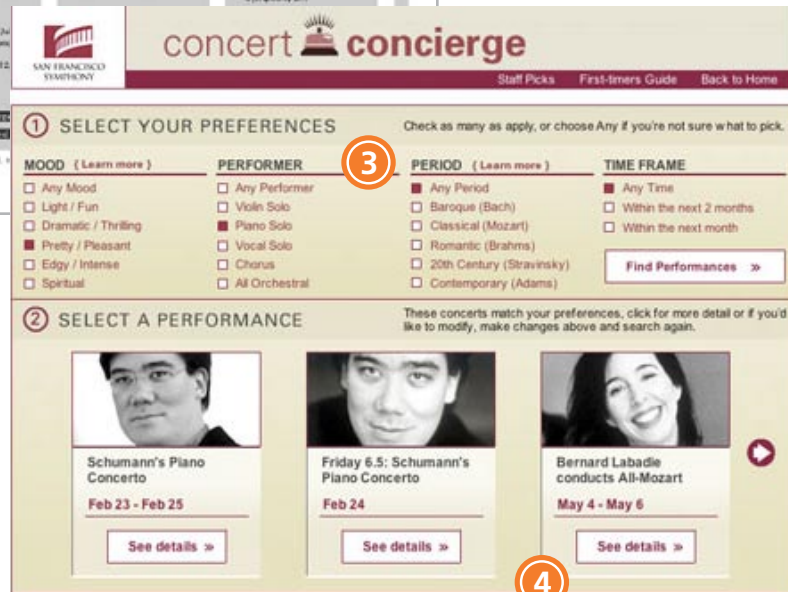 SAN FRANCISCO
SYMPHONY
concert concierge
Staff Picks First-timers Guide Back to Home
1 SELECT YOUR PREFERENCES
Check as many as apply, or choose Any if you're not sure what to pick.
3
MOOD ( Learn more )
Any Mood
Light / Fun
Dramatic / Thrilling
Pretty / Pleasant
Edgy / Intense
Spiritual
PERFORMER
Any Performer
Violin Solo
Piano Solo
Vocal Solo
Chorus
All Orchestral
PERIOD ( Learn more )
Any Period
Baroque (Bach)
Classical (Mozart)
Romantic (Brahms)
20th Century (Stravinsky)
Contemporary (Adams)
TIME FRAME
Any Time
Within the next 2 months
Within the next month
Find Performances »
2 SELECT A PERFORMANCE
These concerts match your preferences, click for more detail or if you'd
like to modify, make changes above and search again.
Schumann's Piano
Concerto
Feb 23 - Feb 25
See details »
Friday 6.5: Schumann's
Piano Concerto
Feb 24
See details »
Bernard Labadie
conducts All-Mozart
May 4 - May 6
See details »
4